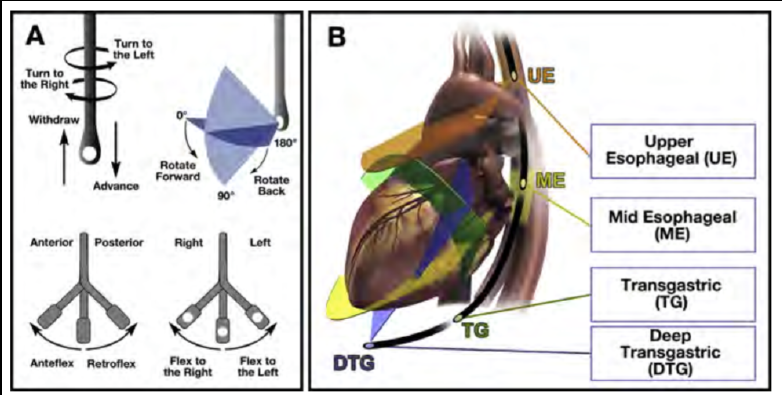 A
Turn to
the Left
Turn to
the Right
Withdraw
Advance
0°
180°
Rotate
Forward
Rotate
Back
90°
Anterior Posterior
Right Left
Anteflex Retroflex
Flex to
the Right
Flex to
the Left
B
UE
ME
TG
DTG
Upper
Esophageal (UE)
Mid Esophageal
(ME)
Transgastric
(TG)
Deep
Transgastric
(DTG)